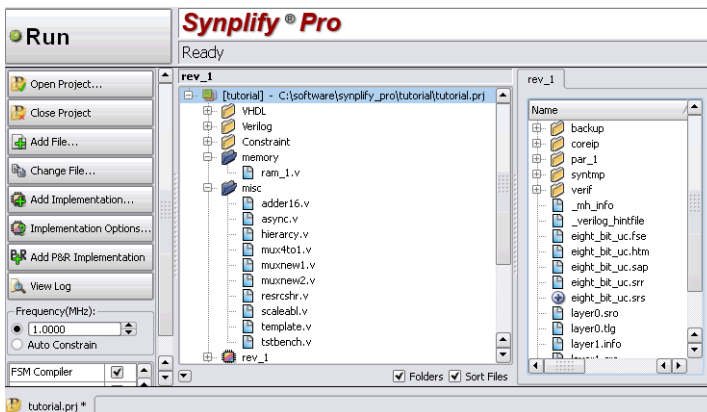 Run
Synplify ® Pro
Ready
Open Project...
Close Project
Add File...
Change File...
Add Implementation...
Implementation Options...
P&R Add P&R Implementation
View Log
Frequency(MHz):
1.0000
Auto Constrain
FSM Compiler
rev_1
[tutorial] - C:\software\synplify_pro\tutorial\tutorial.prj
VHDL
Verilog
Constraint
memory
ram_1.v
misc
adder16.v
async.v
hierarcy.v
mux4to1.v
muxnew1.v
muxnew2.v
resrcshr.v
scaleabl.v
template.v
tstbench.v
rev_1
Folders
Sort Files
rev_1
Name
backup
coreip
par_1
syntmp
verif
_mh_info
_verilog_hintfile
eight_bit_uc.fse
eight_bit_uc.htm
eight_bit_uc.sap
eight_bit_uc.srr
eight_bit_uc.srs
layer0.sro
layer0.tlg
layer1.info
tutorial.prj *